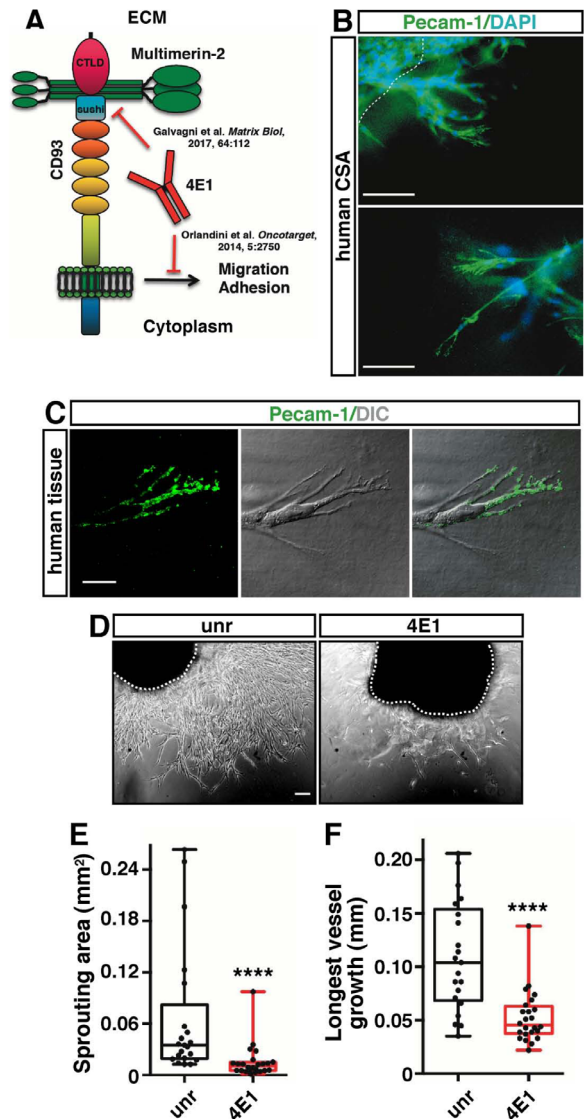 A
ECM
Multimerin-2
CTLD
sushi
CD93
Galvagni et al. Matrix Biol,
2017, 64:112
4E1
Orlandini et al. Oncotarget,
2014, 5:2750
Migration
Adhesion
Cytoplasm
B
Pecam-1/DAPI
human CSA
C
Pecam-1/DIC
human tissue
D
unr
4E1
E
Sprouting area (mm²)
0.24
0.18
0.12
0.06
0
****
unr
4E1
F
Longest vessel
growth (mm)
0.20
0.15
0.10
0.05
0
****
unr
4E1